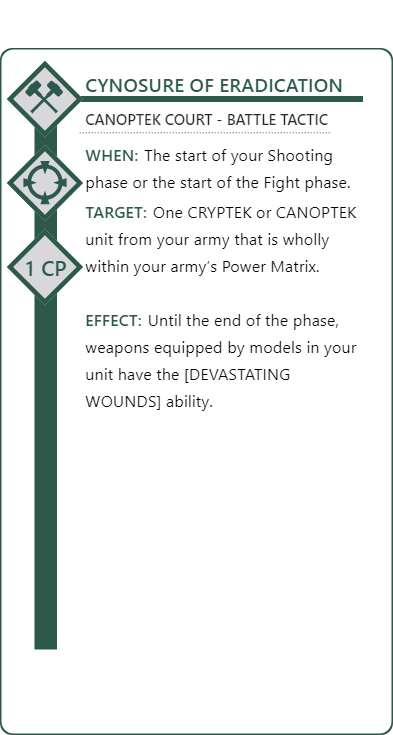 CYNOSURE OF ERADICATION
CANOPTEK COURT - BATTLE TACTIC
WHEN: The start of your Shooting
phase or the start of the Fight phase.
TARGET: One CRYPTEK or CANOPTEK
unit from your army that is wholly
within your army’s Power Matrix.
1 CP
EFFECT: Until the end of the phase,
weapons equipped by models in your
unit have the [DEVASTATING
WOUNDS] ability.